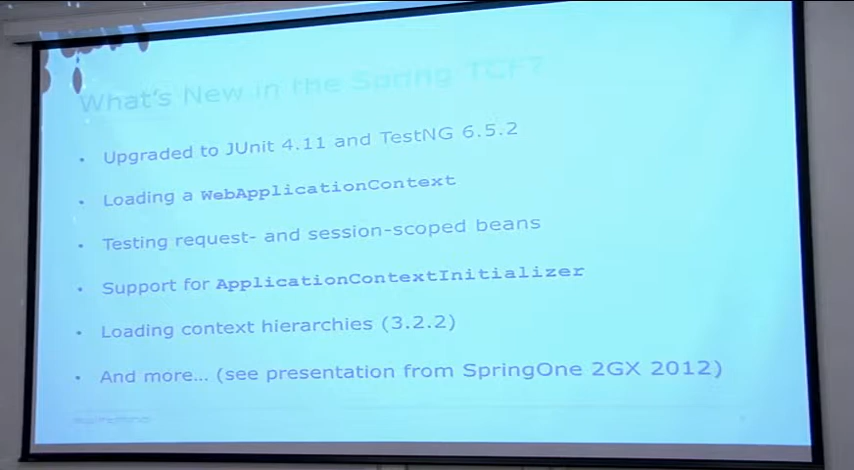 What's New in the Spring TCF?
• Upgraded to JUnit 4.11 and TestNG 6.5.2
• Loading a WebApplicationContext
• Testing request- and session-scoped beans
• Support for ApplicationContextInitializer
• Loading context hierarchies (3.2.2)
• And more... (see presentation from SpringOne 2GX 2012)